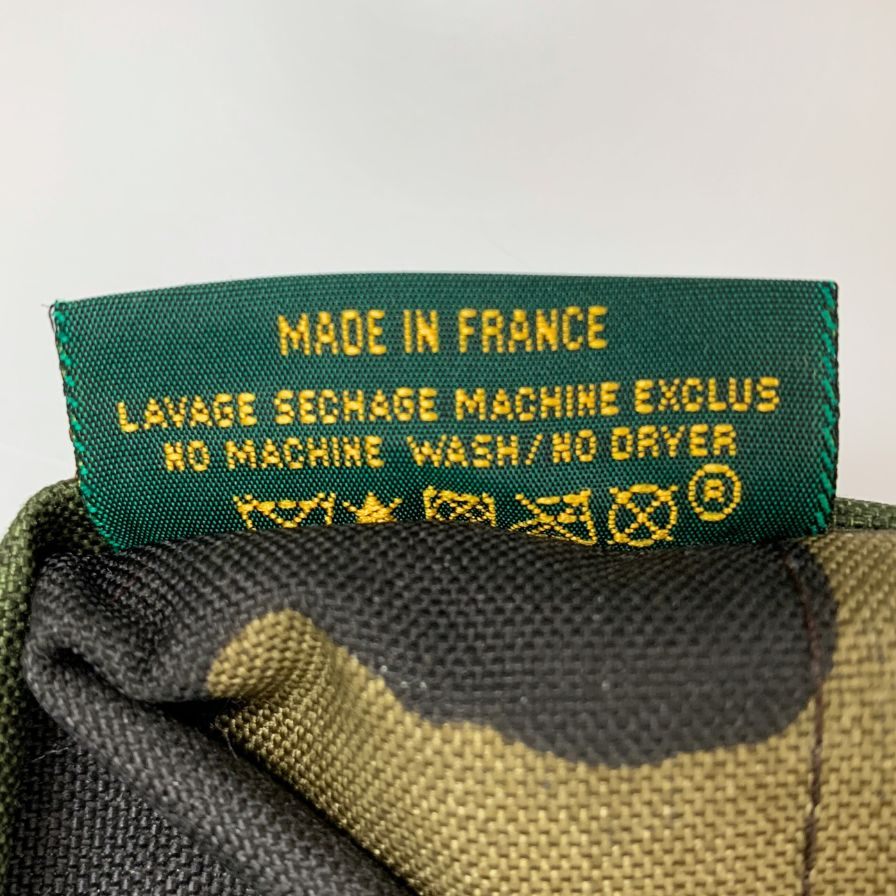 MADE IN FRANCE
LAVAGE SECHAGE MACHINE EXCLUS
NO MACHINE WASH/NO DRYER
®